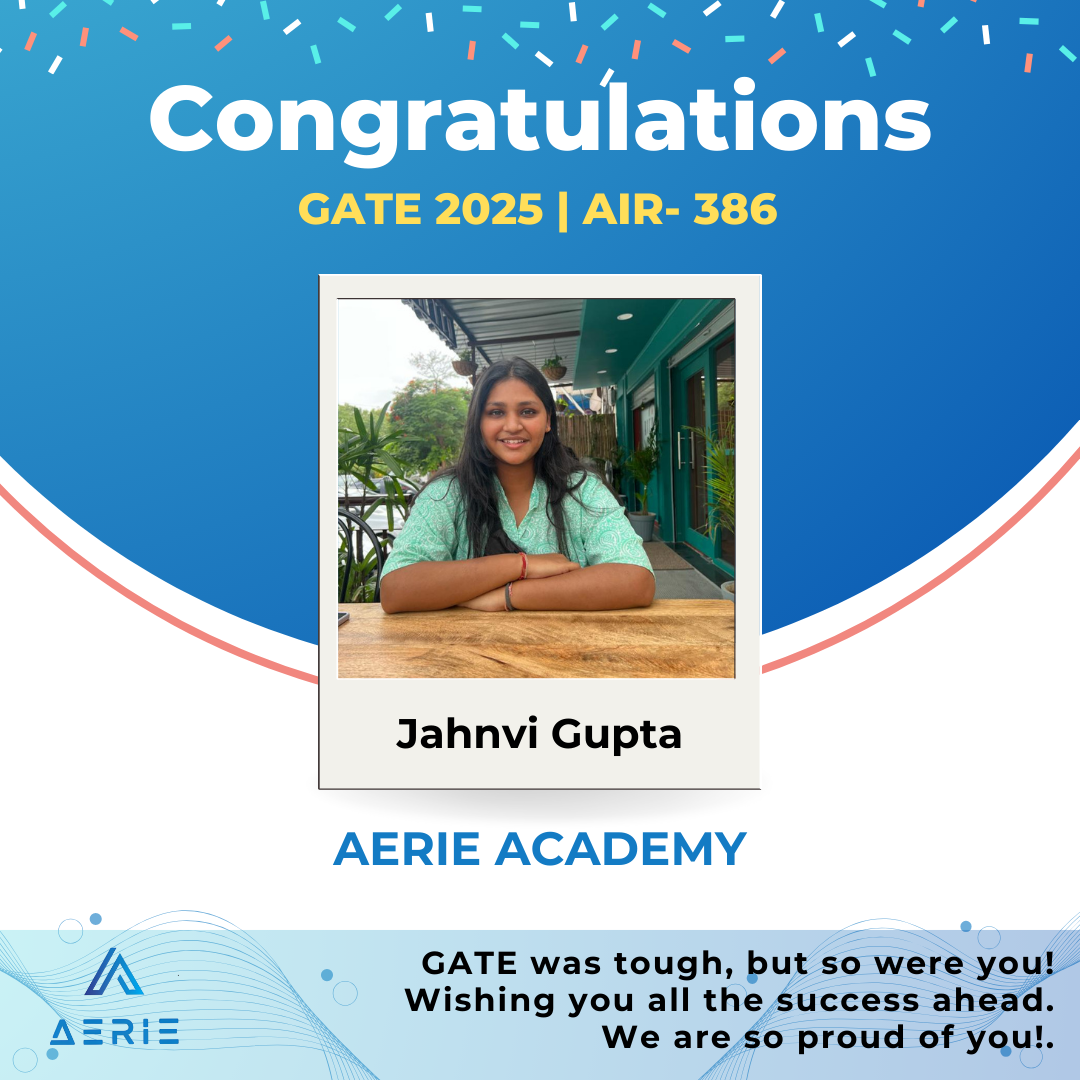 Congratulations
GATE 2025 | AIR- 386
Jahnvi Gupta
AERIE ACADEMY
AERIE
GATE was tough, but so were you!
Wishing you all the success ahead.
We are so proud of you!.